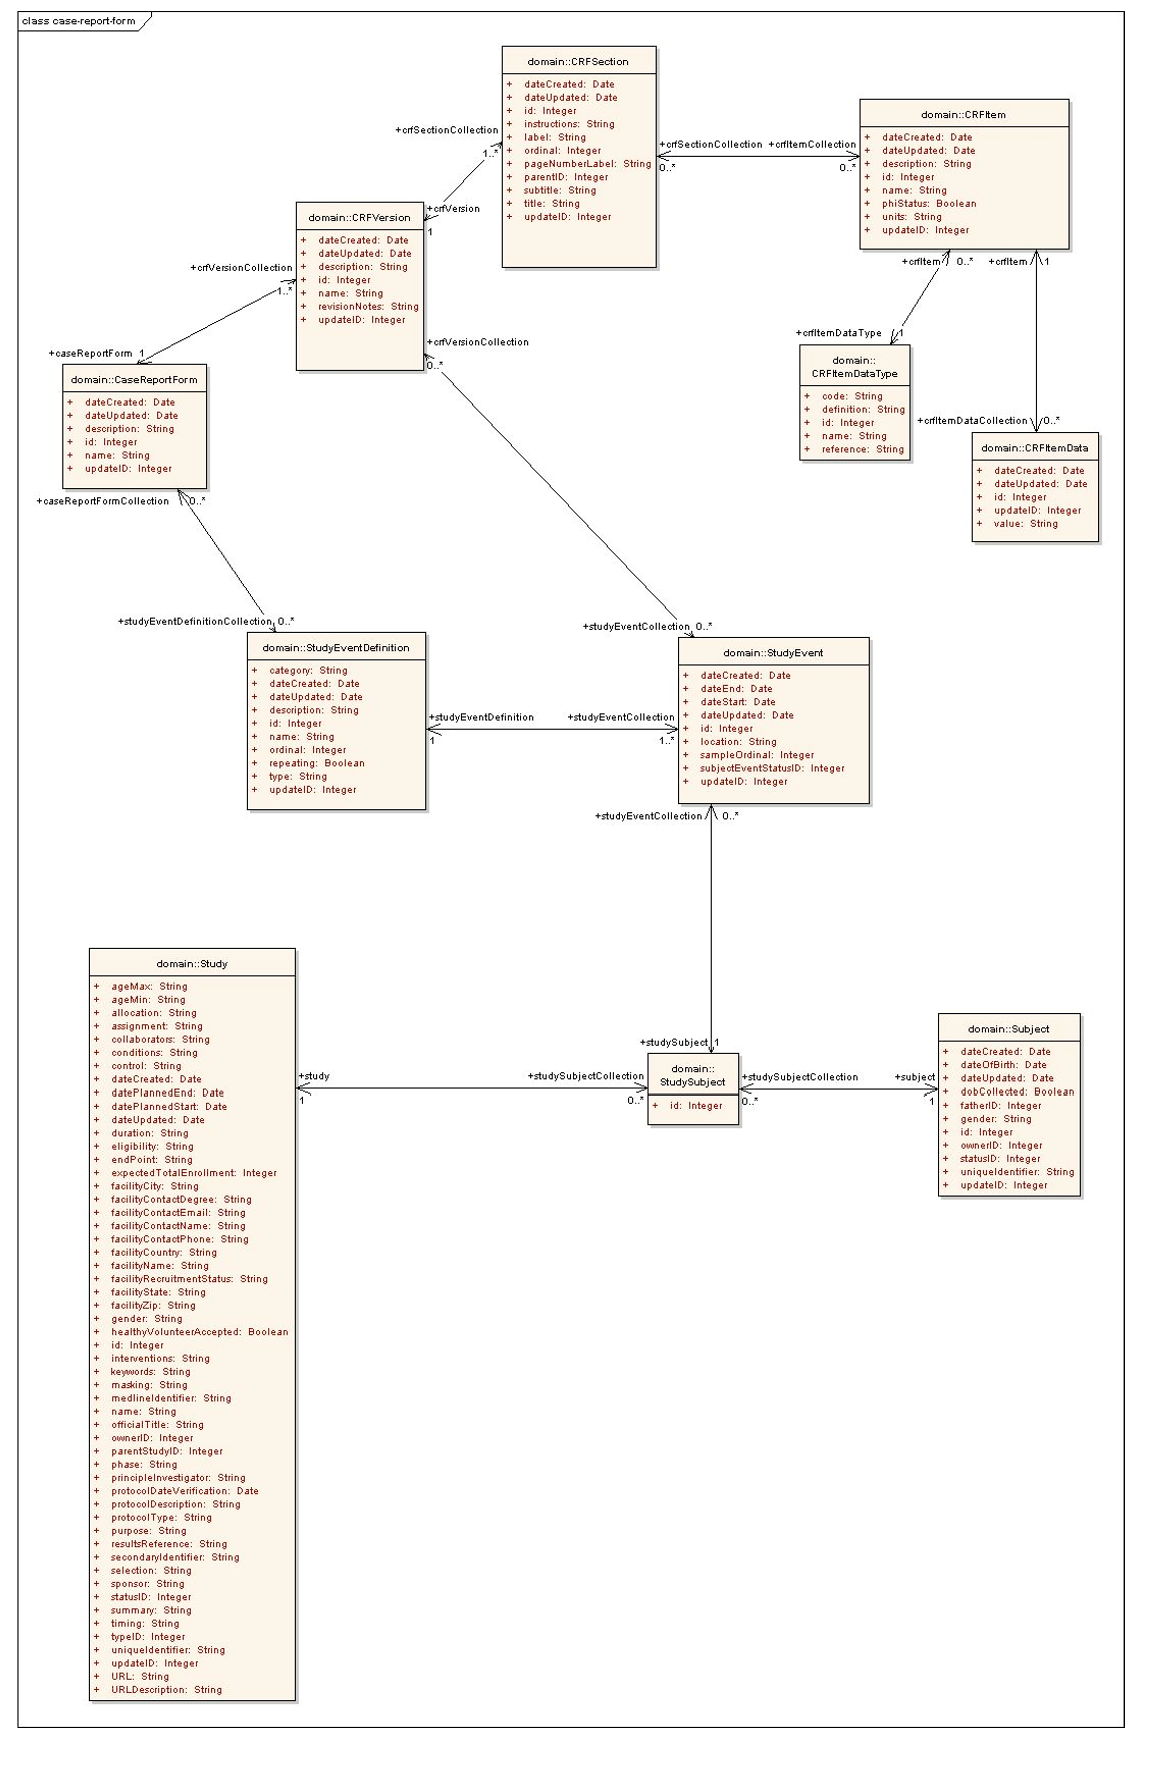 class case-report-form
domain::CRFSection
+ dateCreated: Date
+ dateUpdated: Date
+ id: Integer
+ instructions: String
+ label: String
+ ordinal: Integer
+ pageNumberLabel: String
+ parentID: Integer
+ subtitle: String
+ title: String
+ updateID: Integer
domain::CRFItem
+ dateCreated: Date
+ dateUpdated: Date
+ description: String
+ id: Integer
+ name: String
+ phiStatus: Boolean
+ units: String
+ updateID: Integer
+crfSectionCollection
1..*
+crfSectionCollection +crfItemCollection
0..* 0..*
+crfVersion
1
domain::CRFVersion
+ dateCreated: Date
+ dateUpdated: Date
+ description: String
+ id: Integer
+ name: String
+ revisionNotes: String
+ updateID: Integer
+crfVersionCollection
1..*
+crfItem 0..* +crfItem 1
+crfItemDataType 1
+crfVersionCollection
0..*
+caseReportForm 1
domain::CaseReportForm
+ dateCreated: Date
+ dateUpdated: Date
+ description: String
+ id: Integer
+ name: String
+ updateID: Integer
domain::
CRFItemDataType
+ code: String
+ definition: String
+ id: Integer
+ name: String
+ reference: String
+crfItemDataCollection 0..*
domain::CRFItemData
+ dateCreated: Date
+ dateUpdated: Date
+ id: Integer
+ updateID: Integer
+ value: String
+caseReportFormCollection 0..*
+studyEventDefinitionCollection 0..*
+studyEventCollection 0..*
domain::StudyEventDefinition
+ category: String
+ dateCreated: Date
+ dateUpdated: Date
+ description: String
+ id: Integer
+ name: String
+ ordinal: Integer
+ repeating: Boolean
+ type: String
+ updateID: Integer
+studyEventDefinition +studyEventCollection
1 1..*
domain::StudyEvent
+ dateCreated: Date
+ dateEnd: Date
+ dateStart: Date
+ dateUpdated: Date
+ id: Integer
+ location: String
+ sampleOrdinal: Integer
+ subjectEventStatusID: Integer
+ updateID: Integer
+studyEventCollection 0..*
domain::Study
+ ageMax: String
+ ageMin: String
+ allocation: String
+ assignment: String
+ collaborators: String
+ conditions: String
+ control: String
+ dateCreated: Date
+ datePlannedEnd: Date
+ datePlannedStart: Date
+ dateUpdated: Date
+ duration: String
+ eligibility: String
+ endPoint: String
+ expectedTotalEnrollment: Integer
+ facilityCity: String
+ facilityContactDegree: String
+ facilityContactEmail: String
+ facilityContactName: String
+ facilityContactPhone: String
+ facilityCountry: String
+ facilityName: String
+ facilityRecruitmentStatus: String
+ facilityState: String
+ facilityZip: String
+ gender: String
+ healthyVolunteerAccepted: Boolean
+ id: Integer
+ interventions: String
+ keywords: String
+ masking: String
+ medlineIdentifier: String
+ name: String
+ officialTitle: String
+ ownerID: Integer
+ parentStudyID: Integer
+ phase: String
+ principleInvestigator: String
+ protocolDateVerification: Date
+ protocolDescription: String
+ protocolType: String
+ purpose: String
+ resultsReference: String
+ secondaryIdentifier: String
+ selection: String
+ sponsor: String
+ statusID: Integer
+ summary: String
+ timing: String
+ typeID: Integer
+ uniqueIdentifier: String
+ updateID: Integer
+ URL: String
+ URLDescription: String
+study +studySubjectCollection
1 0..*
+studySubject 1
domain::
StudySubject
+ id: Integer
+studySubjectCollection +subject
0..* 1
domain::Subject
+ dateCreated: Date
+ dateOfBirth: Date
+ dateUpdated: Date
+ dobCollected: Boolean
+ fatherID: Integer
+ gender: String
+ id: Integer
+ ownerID: Integer
+ statusID: Integer
+ uniqueIdentifier: String
+ updateID: Integer